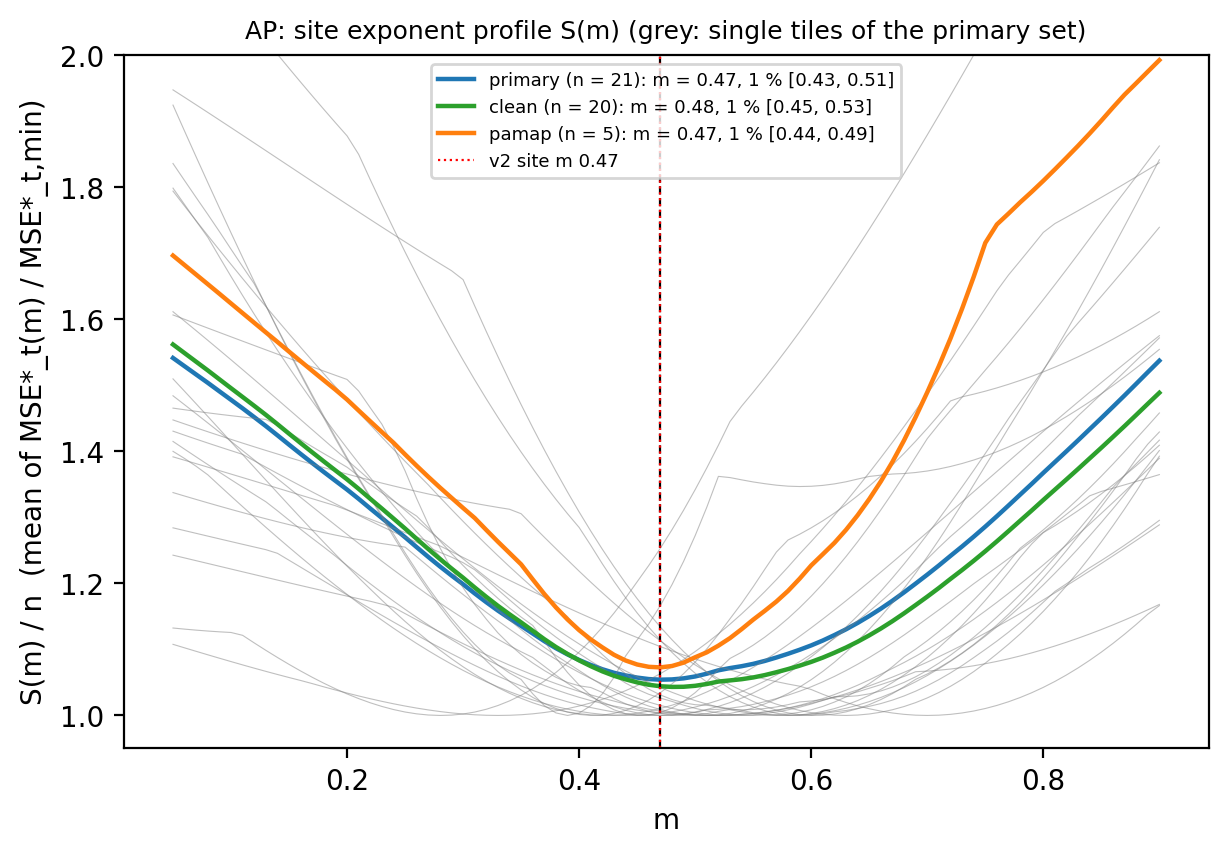 AP: site exponent profile S(m) (grey: single tiles of the primary set)
S(m) / n  (mean of MSE*_t(m) / MSE*_t,min)
2.0
1.8
1.6
1.4
1.2
1.0
primary (n = 21): m = 0.47, 1 % [0.43, 0.51]
clean (n = 20): m = 0.48, 1 % [0.45, 0.53]
pamap (n = 5): m = 0.47, 1 % [0.44, 0.49]
v2 site m 0.47
0.2
0.4
0.6
0.8
m